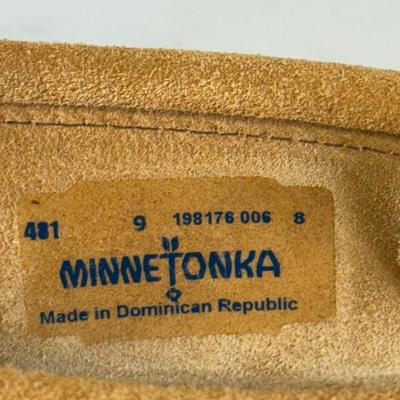 481 9 198176 006 8
MINNETONKA
Made in Dominican Republic